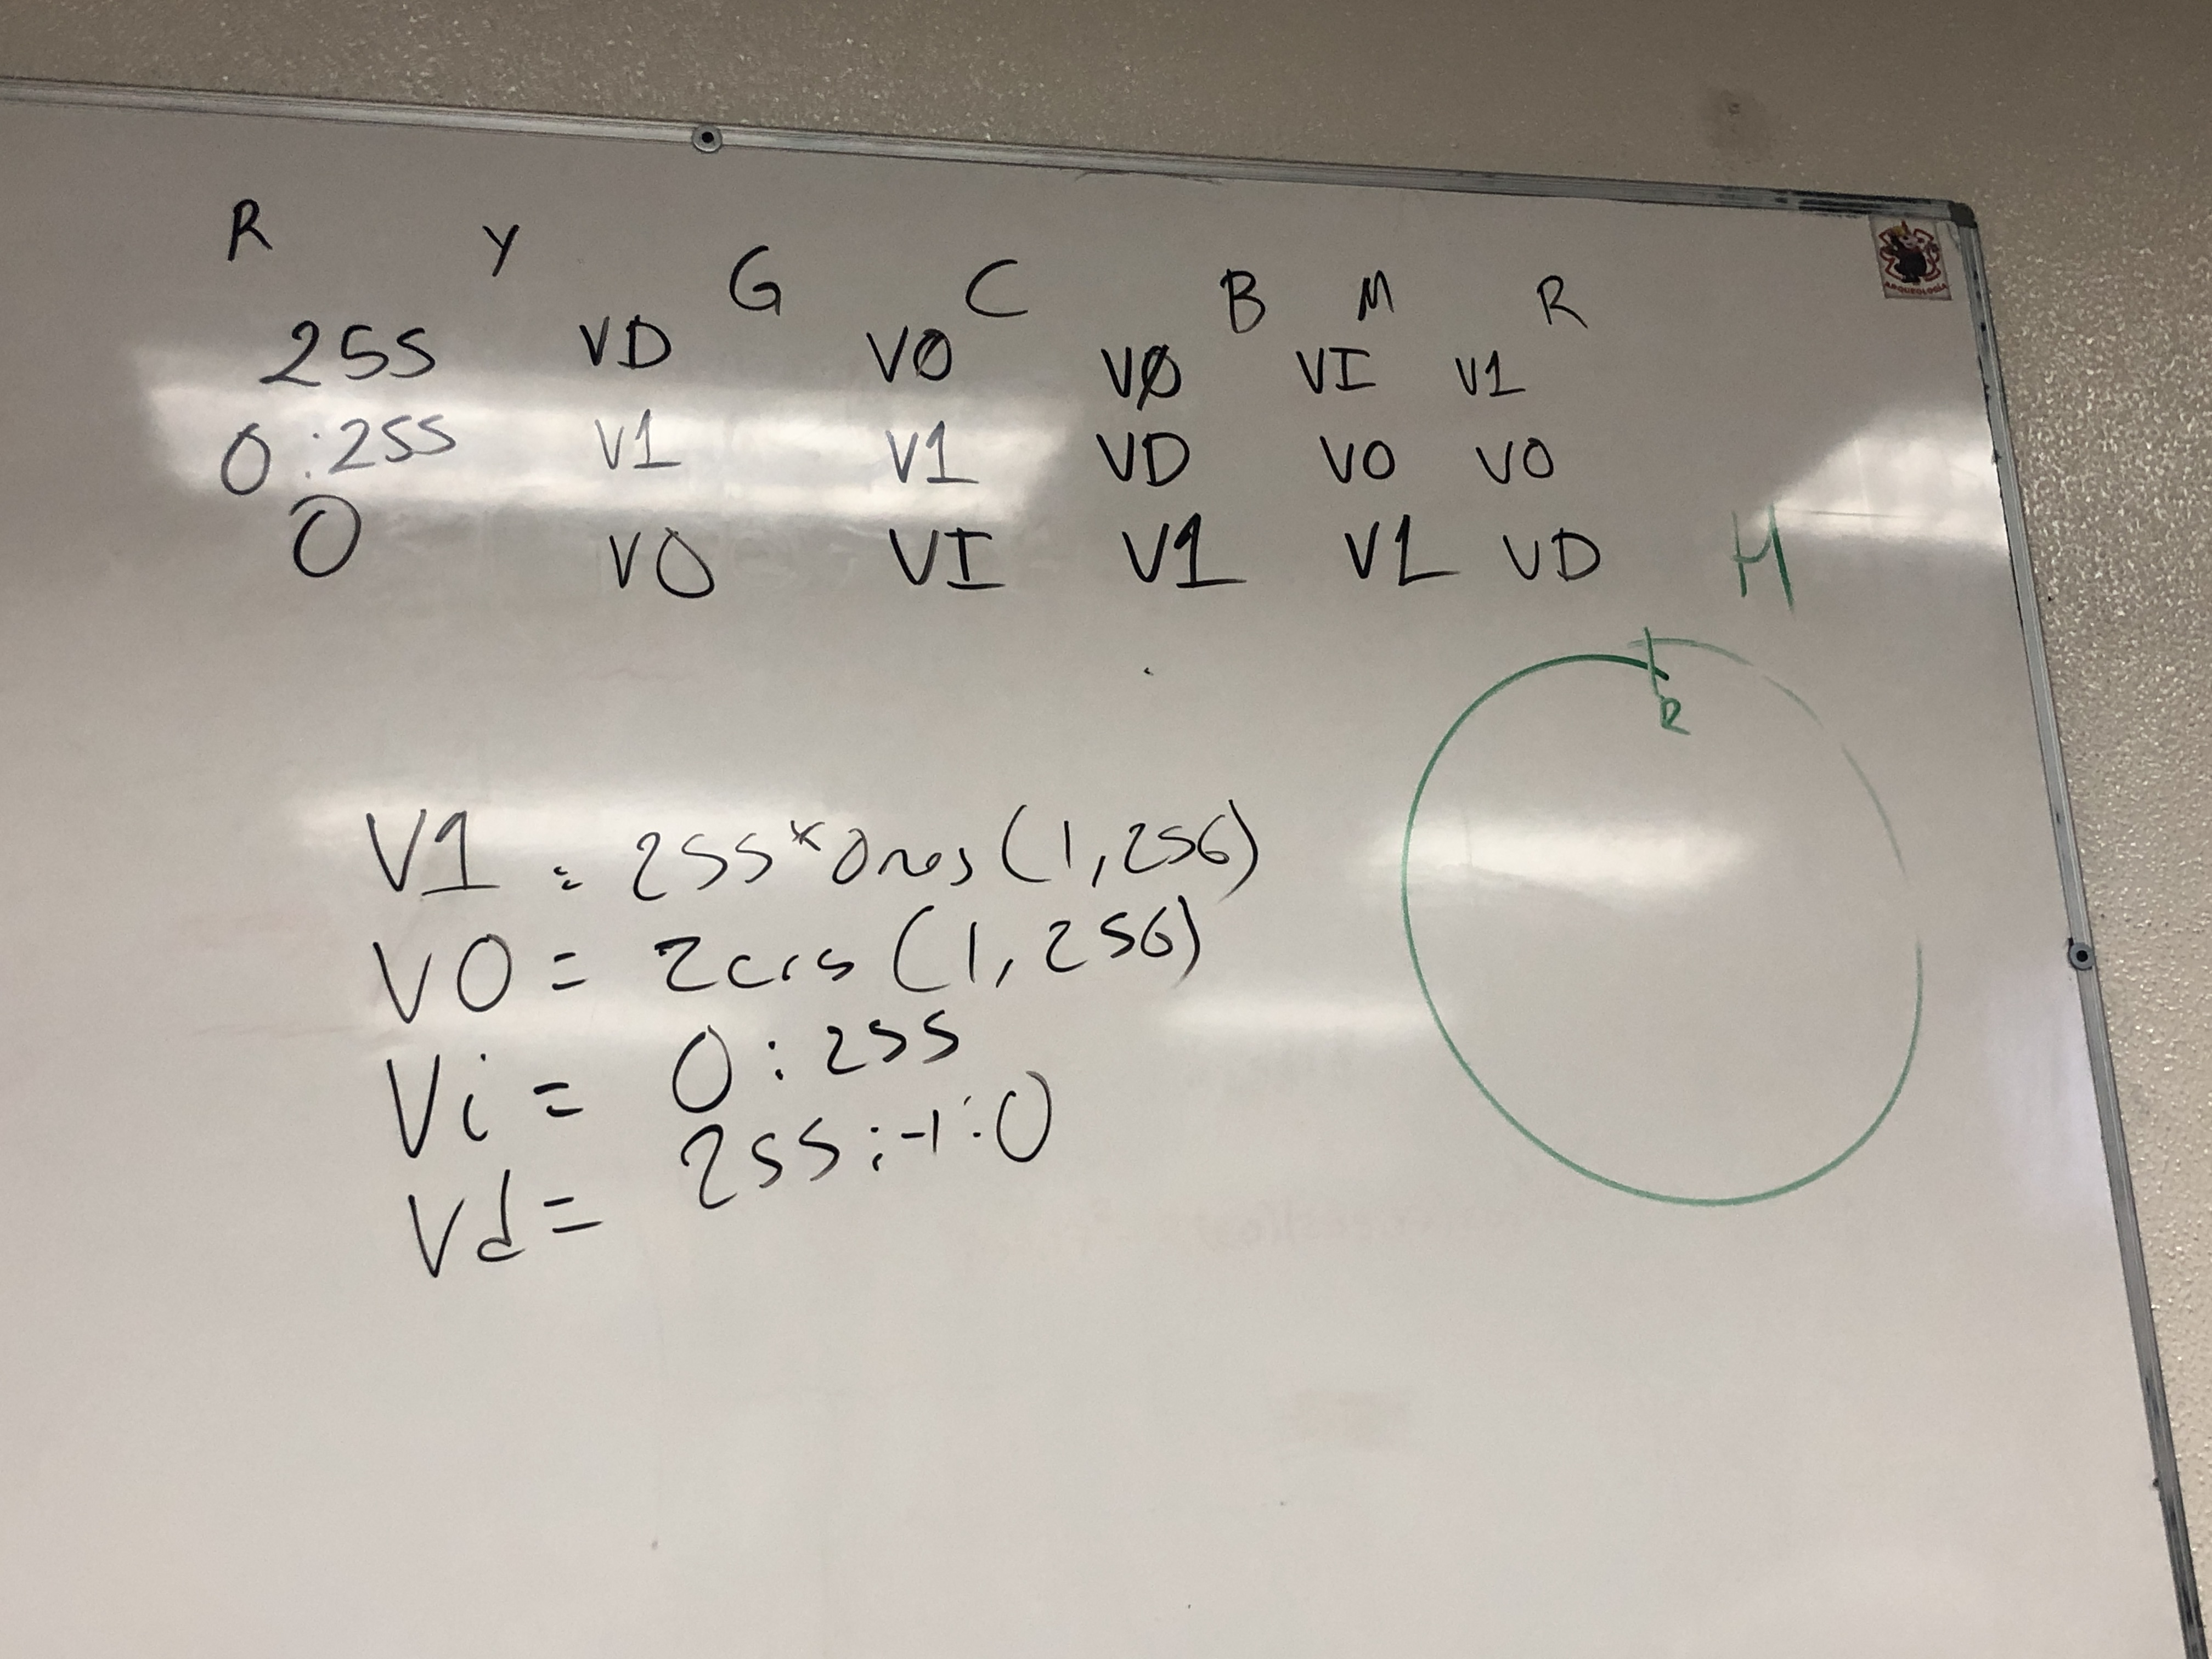 R Y G C B M R
255 VD VO VØ VI V1
0:255 V1 V1 VD VO VO
0 VO VI V1 V1 VD
H
R
V1 = 255*ones(1,256)
VO = Zeros(1,256)
Vi = 0:255
Vd = 255:-1:0
ARQUEOLOGÍA